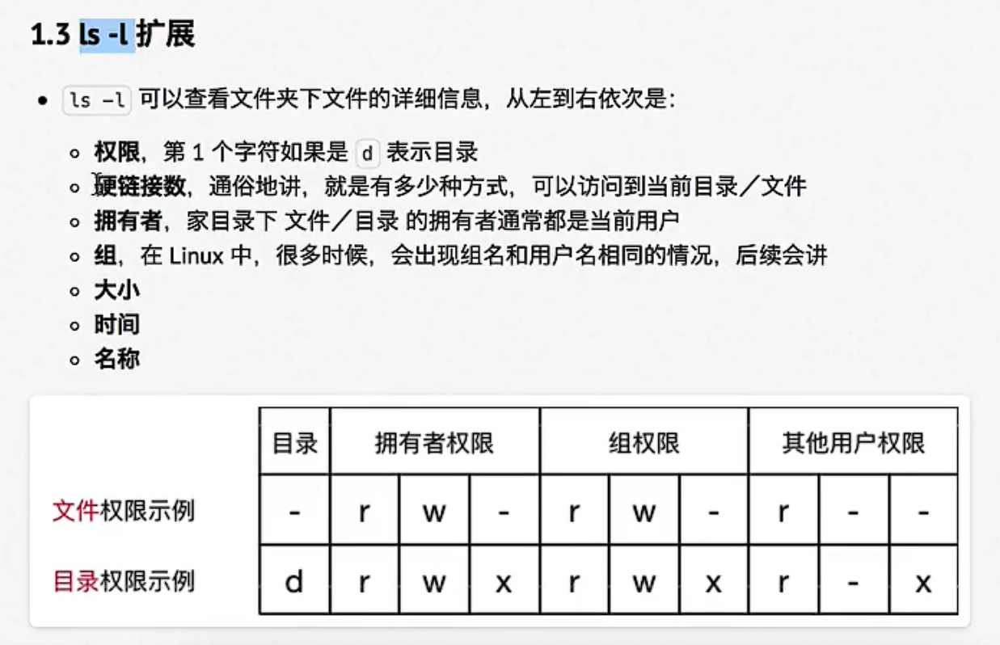 1.3 ls -l 扩展
ls -l 可以查看文件夹下文件的详细信息，从左到右依次是：
权限，第 1 个字符如果是 d 表示目录
硬链接数，通俗地讲，就是有多少种方式，可以访问到当前目录／文件
拥有者，家目录下 文件／目录 的拥有者通常都是当前用户
组，在 Linux 中，很多时候，会出现组名和用户名相同的情况，后续会讲
大小
时间
名称
目录 拥有者权限 组权限 其他用户权限
文件权限示例 - r w - r w - r - -
目录权限示例 d r w x r w x r - x